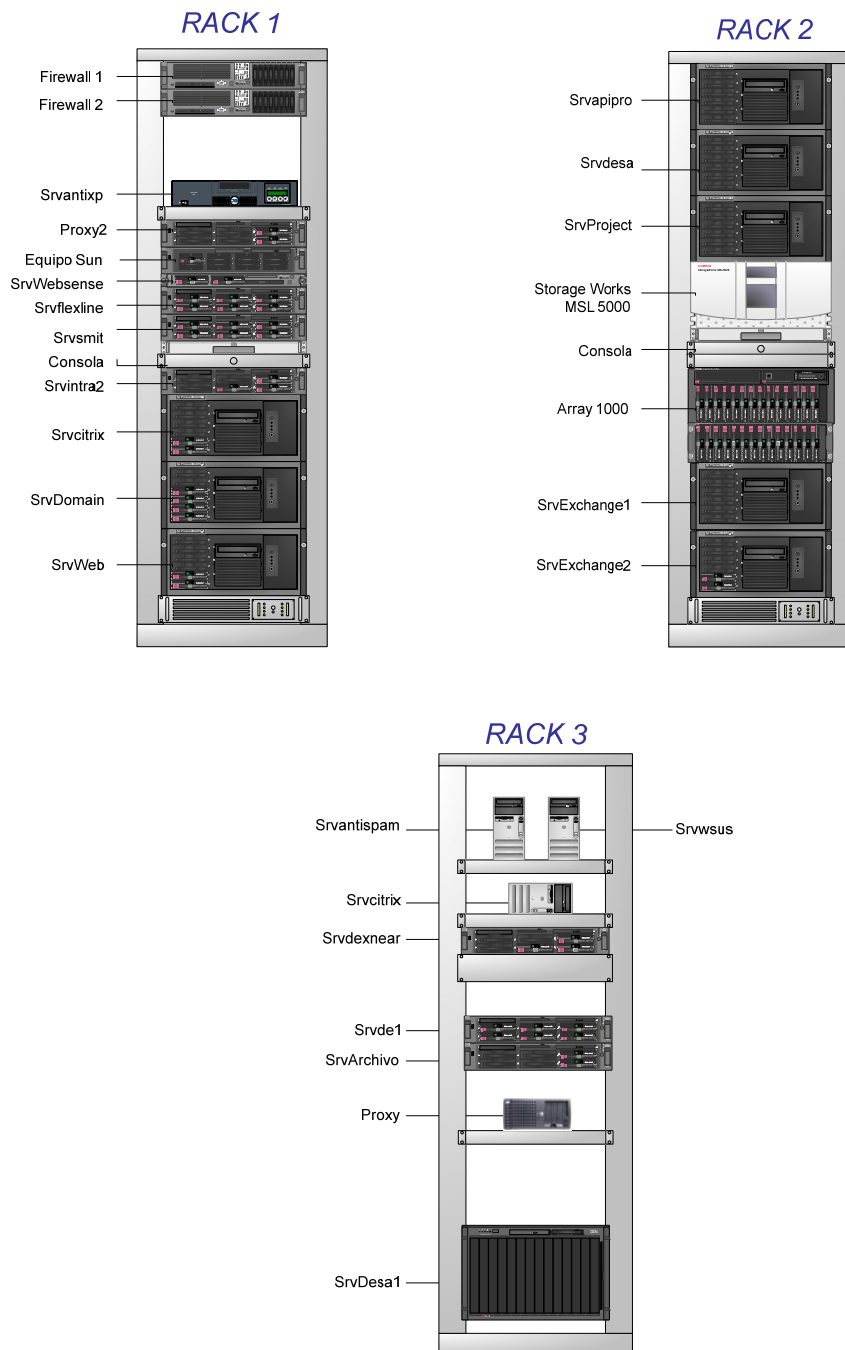 RACK 1
Firewall 1
Firewall 2
Srvantixp
Proxy2
Equipo Sun
SrvWebsense
Srvflexline
Srvsmit
Consola
Srvintra2
Srvcitrix
SrvDomain
SrvWeb
RACK 2
Srvapipro
Srvdesa
SrvProject
Storage Works
MSL 5000
Consola
Array 1000
SrvExchange1
SrvExchange2
RACK 3
Srvantispam
Srvwsus
Srvcitrix
Srvdexnear
Srvde1
SrvArchivo
Proxy
SrvDesa1